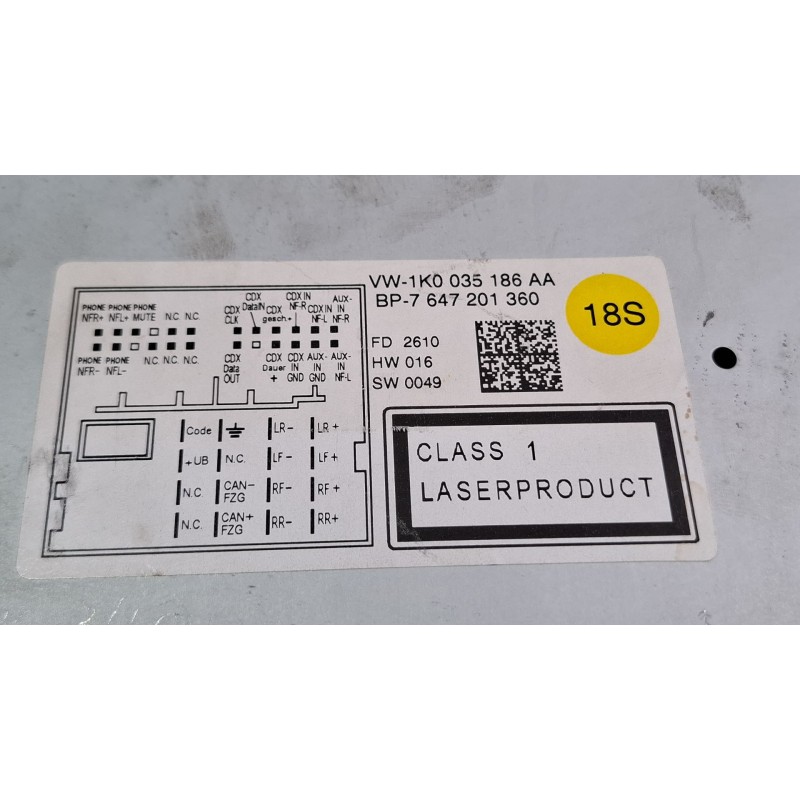 VW-1K0 035 186 AA
BP-7 647 201 360
FD 2610
HW 016
SW 0049
18S
PHONE NFR+ PHONE NFL+ PHONE MUTE N.C. N.C.
PHONE NFR- PHONE NFL- N.C. N.C. N.C.
CDX CLK CDX DataIN CDX gesch.+ CDX IN NF-R CDX IN NF-L AUX-IN NF-R
CDX Data OUT CDX Dauer + CDX IN GND AUX-IN GND AUX-IN NF-L
Code LR- LR+
+UB N.C. LF- LF+
N.C. CAN- FZG RF- RF+
N.C. CAN+ FZG RR- RR+
CLASS 1
LASERPRODUCT